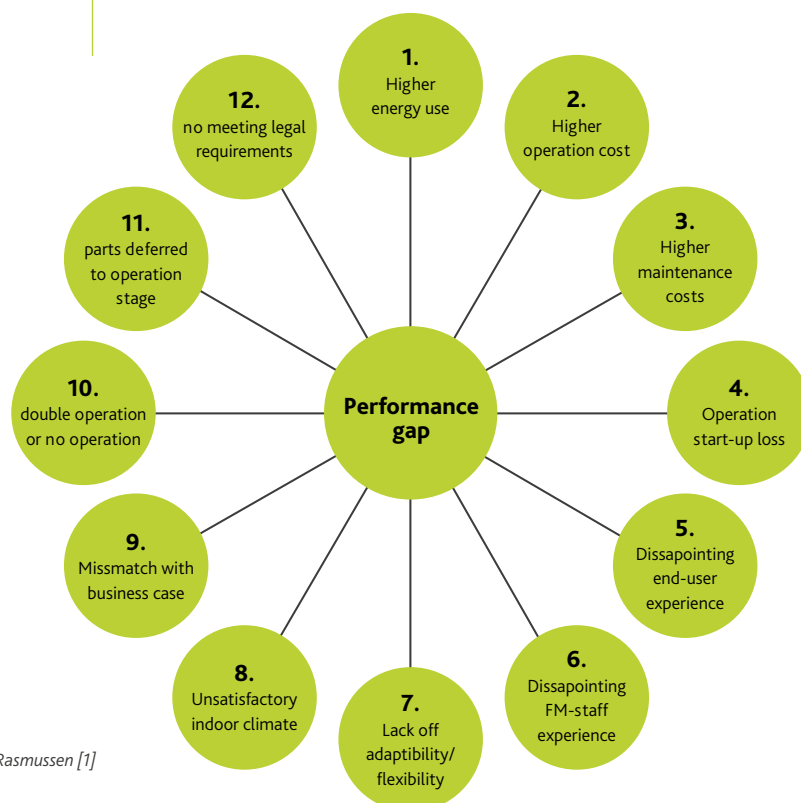 1.
Higher
energy use
2.
Higher
operation cost
3.
Higher
maintenance
costs
4.
Operation
start-up loss
5.
Dissapointing
end-user
experience
6.
Dissapointing
FM-staff
experience
7.
Lack off
adaptibility/
flexibility
8.
Unsatisfactory
indoor climate
9.
Missmatch with
business case
10.
double operation
or no operation
11.
parts deferred
to operation
stage
12.
no meeting legal
requirements
Performance
gap
Rasmussen [1]